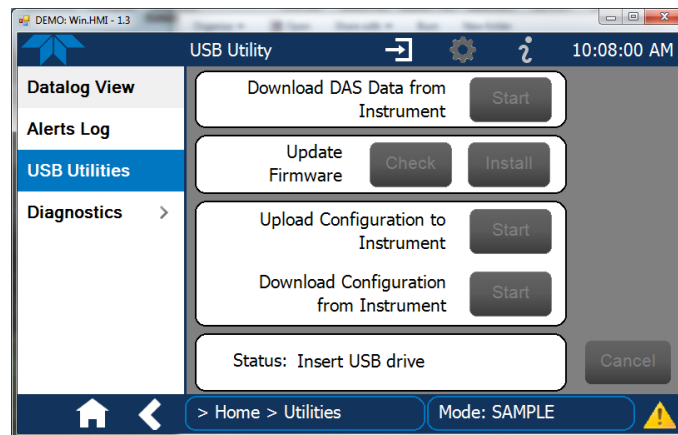 DEMO: Win.HMI - 1.3
USB Utility
10:08:00 AM
Datalog View
Alerts Log
USB Utilities
Diagnostics >
Download DAS Data from
Instrument
Start
Update
Firmware
Check
Install
Upload Configuration to
Instrument
Start
Download Configuration
from Instrument
Start
Status: Insert USB drive
Cancel
> Home > Utilities
Mode: SAMPLE